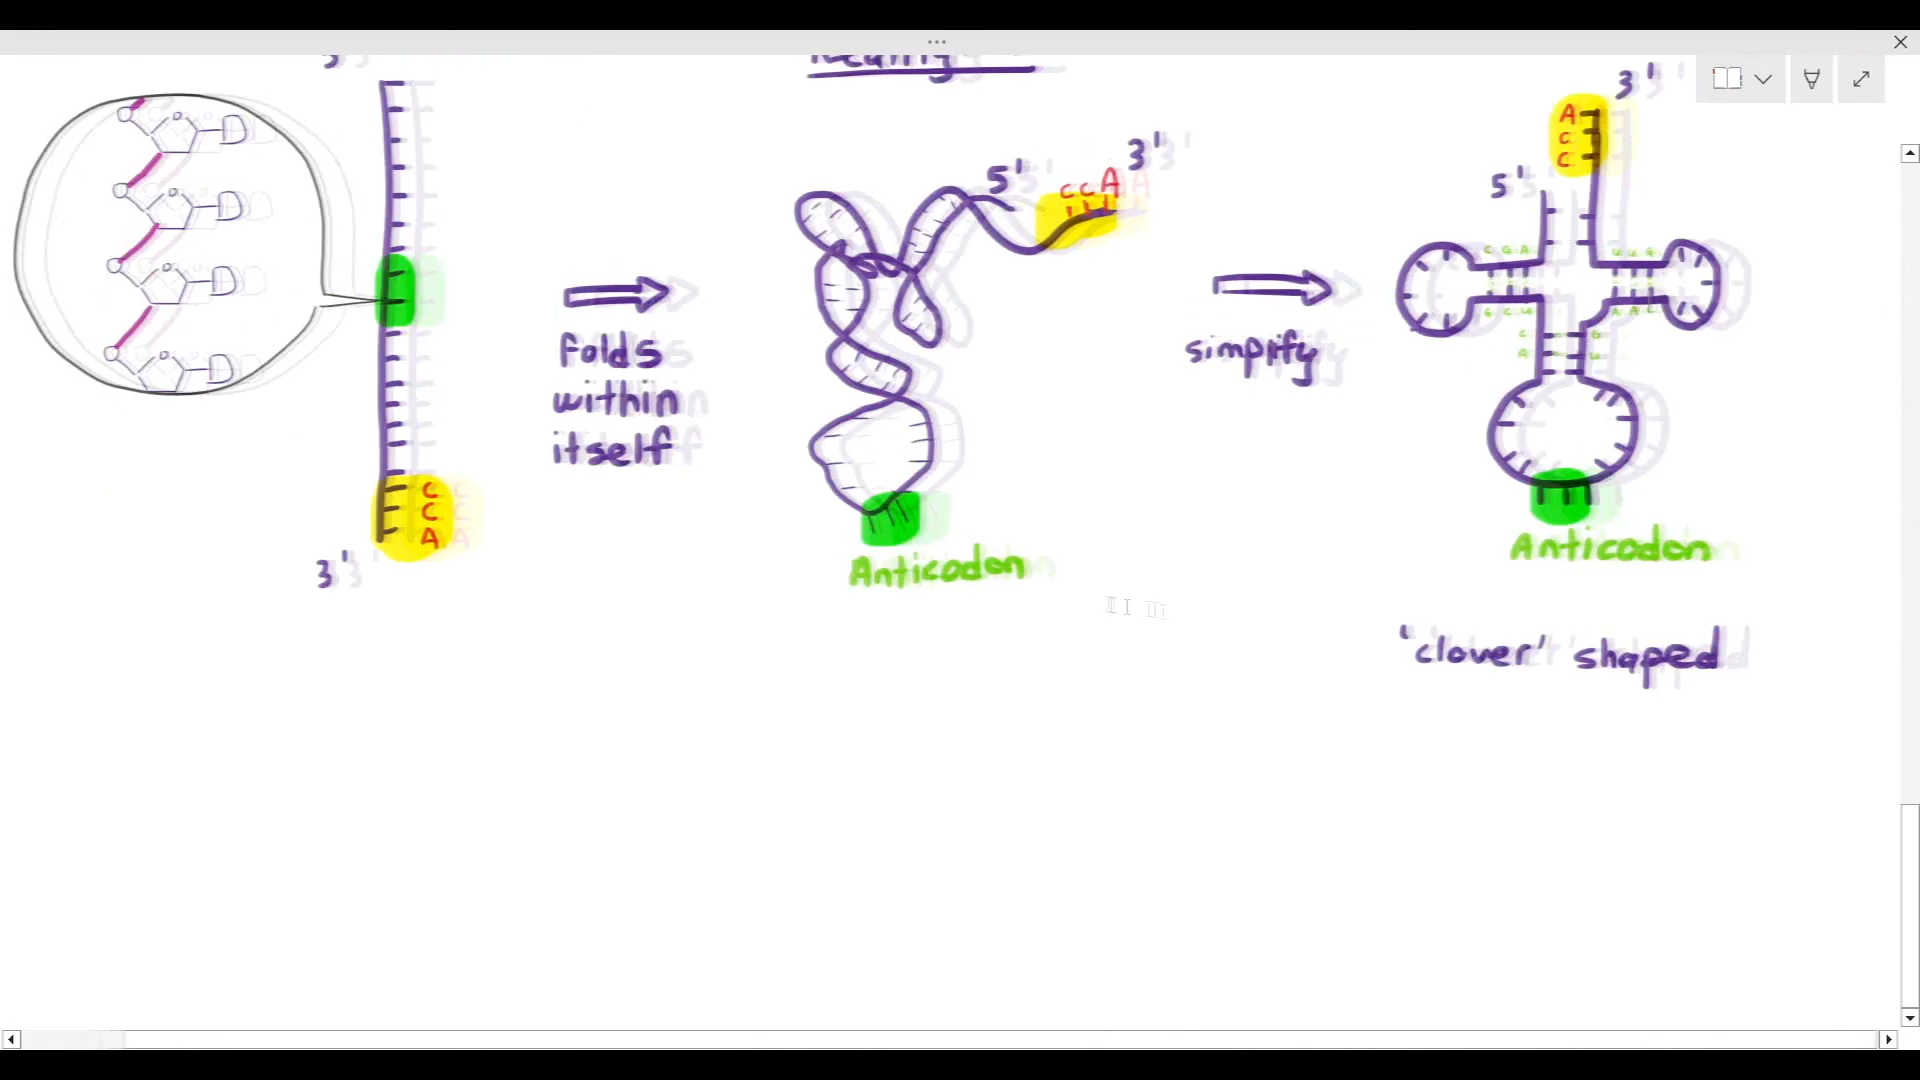 3'
C
C
A
3'
folds
within
itself
5'
CCA
3'
Anticodon
simplify
3'
A
C
C
5'
C G A
G C U
U U G
A A C
C G
A U
Anticodon
'clover' shaped